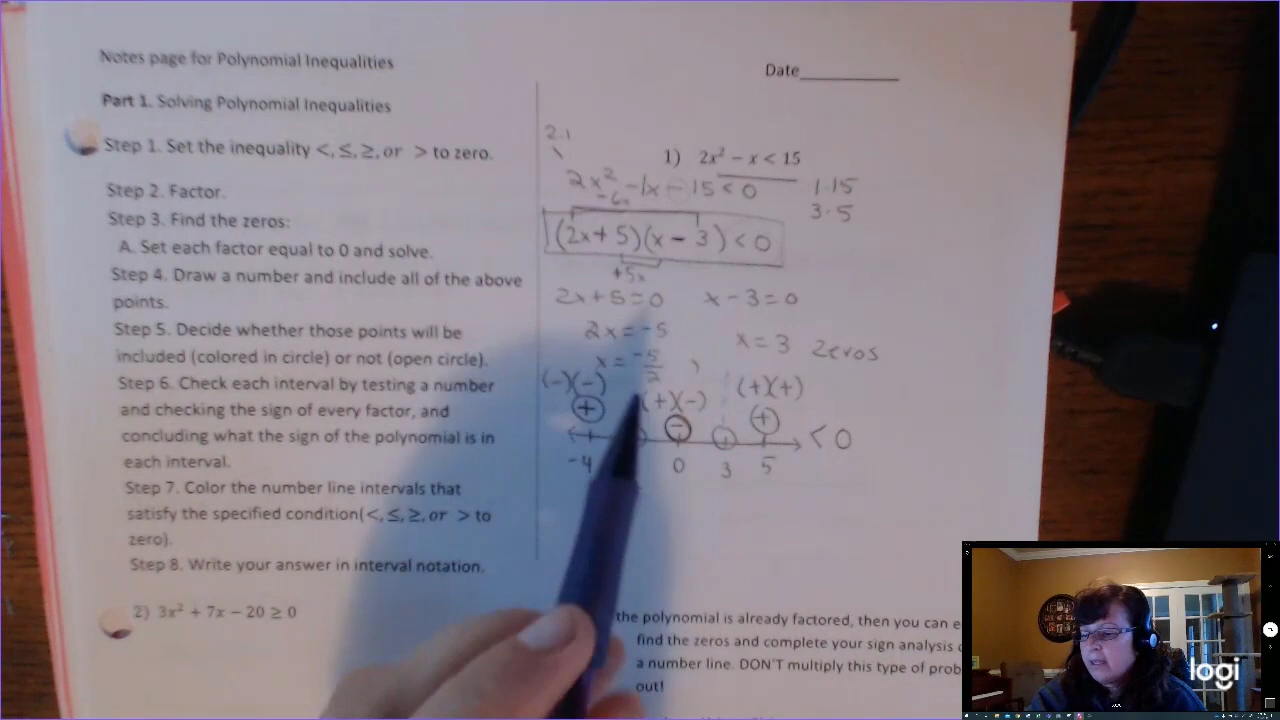 Notes page for Polynomial Inequalities
Date
Part 1. Solving Polynomial Inequalities
Step 1. Set the inequality <, ≤, ≥, or > to zero.
Step 2. Factor.
Step 3. Find the zeros:
A. Set each factor equal to 0 and solve.
Step 4. Draw a number and include all of the above
points.
Step 5. Decide whether those points will be
included (colored in circle) or not (open circle).
Step 6. Check each interval by testing a number
and checking the sign of every factor, and
concluding what the sign of the polynomial is in
each interval.
Step 7. Color the number line intervals that
satisfy the specified condition(<, ≤, ≥, or > to
zero).
Step 8. Write your answer in interval notation.
2) 3x² + 7x − 20 ≥ 0
2.1
1) 2x² − x < 15
2x² − 1x − 15 < 0 1·15
−6x 3·5
(2x + 5)(x − 3) < 0
+5x
2x + 5 = 0 x − 3 = 0
2x = −5
x = 3 zeros
x = −5/2 ,
(−)(−) (+)(−) (+)(+)
+ − +
< 0
−4 0 3 5
the polynomial is already factored, then you can
find the zeros and complete your sign analysis
a number line. DON'T multiply this type of
out!
logi